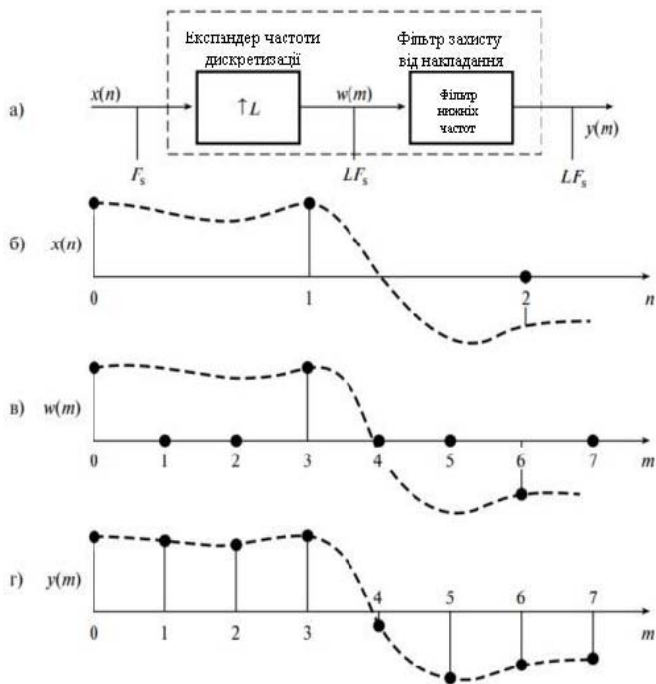 Експандер частоти
дискретизації
Фільтр захисту
від накладання
а) x(n) ↑L w(m) Фільтр
нижніх
частот y(m)
Fs LFs LFs
б) x(n)
0 1 2 n
в) w(m)
0 1 2 3 4 5 6 7 m
г) y(m)
4 5 6 7
0 1 2 3 m